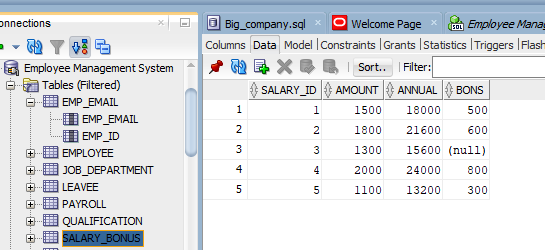 onnections
Employee Management System
Tables (Filtered)
EMP_EMAIL
EMP_EMAIL
EMP_ID
EMPLOYEE
JOB_DEPARTMENT
LEAVEE
PAYROLL
QUALIFICATION
SALARY_BONUS
Big_company.sql Welcome Page SQL Employee Manag
Columns Data Model Constraints Grants Statistics Triggers Flash
Sort.. Filter:
SALARY_ID AMOUNT ANNUAL BONS
1 1 1500 18000 500
2 2 1800 21600 600
3 3 1300 15600 (null)
4 4 2000 24000 800
5 5 1100 13200 300